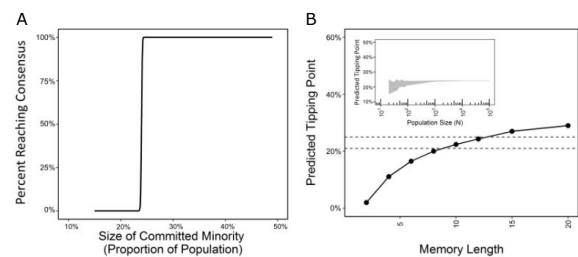 A
Percent Reaching Consensus
100%
75%
50%
25%
0%
10% 20% 30% 40% 50%
Size of Committed Minority
(Proportion of Population)
B
Predicted Tipping Point
60%
40%
20%
0%
5 10 15 20
Memory Length
Predicted Tipping Point
60%
50%
40%
30%
20%
10%
Population Size (N)